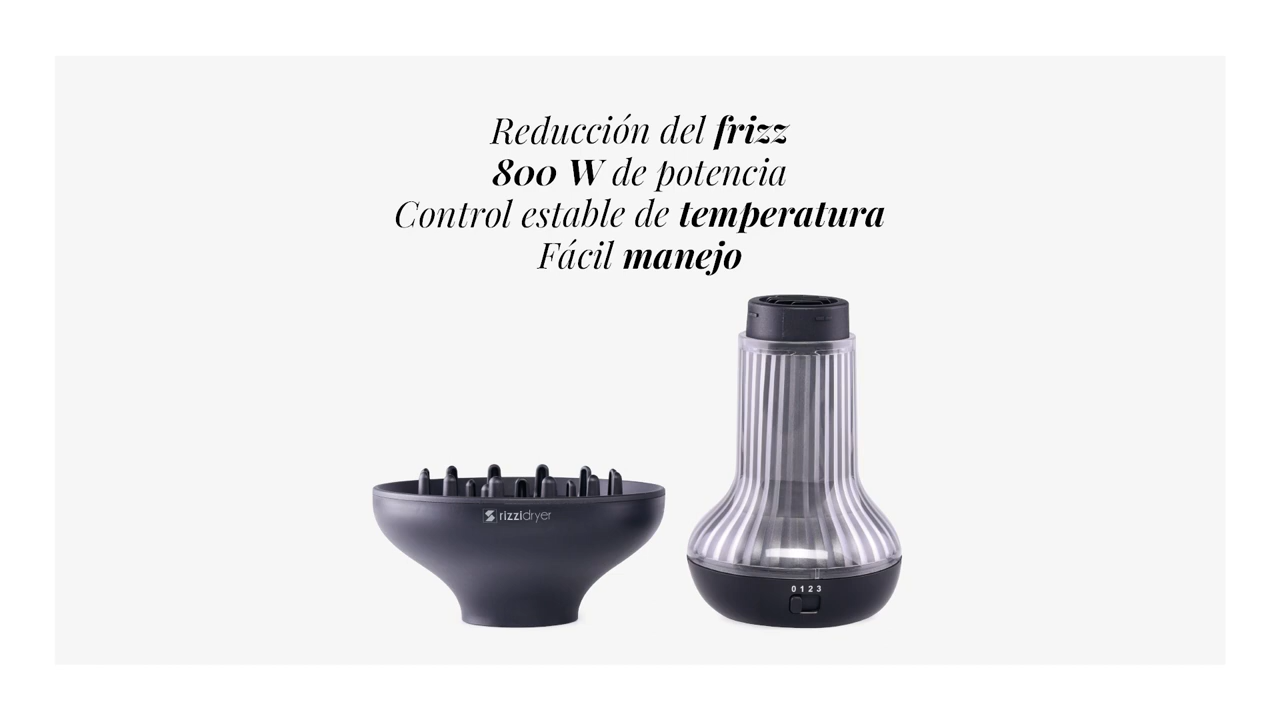 Reducción del frizz
800 W de potencia
Control estable de temperatura
Fácil manejo
rizzidryer
0 1 2 3